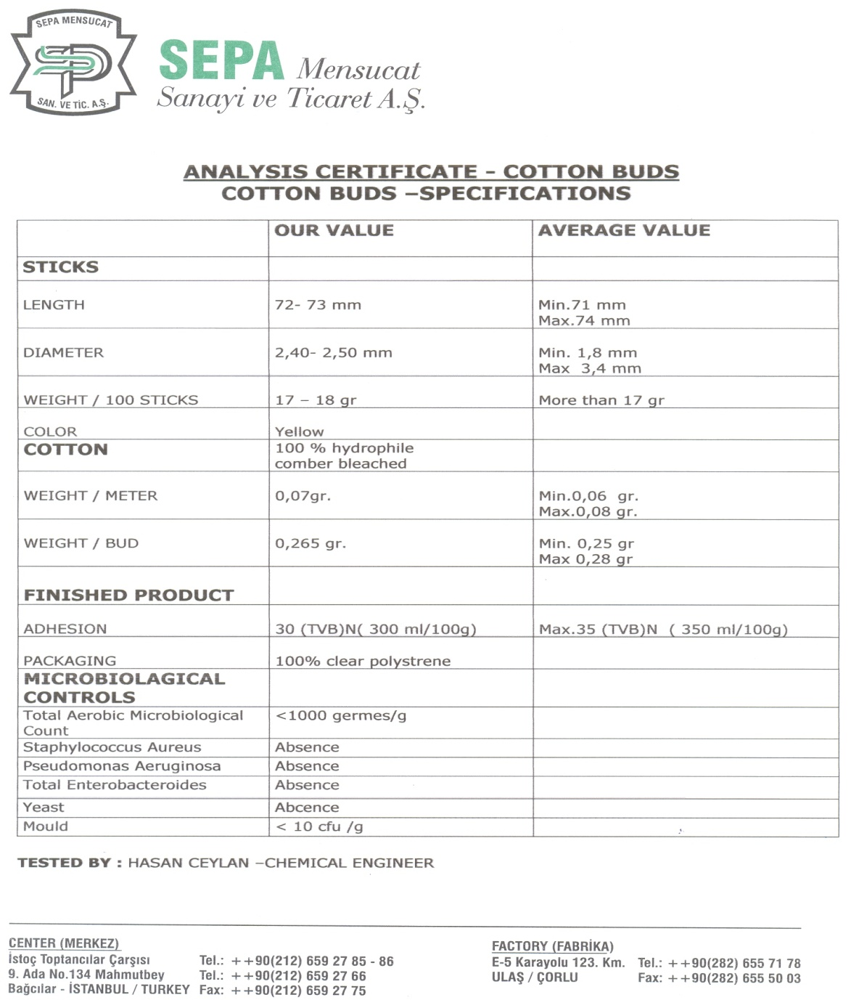 SEPA MENSUCAT
SAN. VE TİC. A.Ş.
SEPA Mensucat
Sanayi ve Ticaret A.Ş.
ANALYSIS CERTIFICATE - COTTON BUDS
COTTON BUDS –SPECIFICATIONS
OUR VALUE AVERAGE VALUE
STICKS
LENGTH 72- 73 mm Min.71 mm
Max.74 mm
DIAMETER 2,40- 2,50 mm Min. 1,8 mm
Max 3,4 mm
WEIGHT / 100 STICKS 17 – 18 gr More than 17 gr
COLOR Yellow
COTTON 100 % hydrophile
comber bleached
WEIGHT / METER 0,07gr. Min.0,06 gr.
Max.0,08 gr.
WEIGHT / BUD 0,265 gr. Min. 0,25 gr
Max 0,28 gr
FINISHED PRODUCT
ADHESION 30 (TVB)N( 300 ml/100g) Max.35 (TVB)N ( 350 ml/100g)
PACKAGING 100% clear polystrene
MICROBIOLAGICAL
CONTROLS
Total Aerobic Microbiological <1000 germes/g
Count
Staphylococcus Aureus Absence
Pseudomonas Aeruginosa Absence
Total Enterobacteroides Absence
Yeast Abcence
Mould < 10 cfu /g
TESTED BY : HASAN CEYLAN –CHEMICAL ENGINEER
CENTER (MERKEZ)
İstoç Toptancılar Çarşısı Tel.: ++90(212) 659 27 85 - 86
9. Ada No.134 Mahmutbey Tel.: ++90(212) 659 27 66
Bağcılar - İSTANBUL / TURKEY Fax: ++90(212) 659 27 75
FACTORY (FABRİKA)
E-5 Karayolu 123. Km. Tel.: ++90(282) 655 71 78
ULAŞ / ÇORLU Fax: ++90(282) 655 50 03